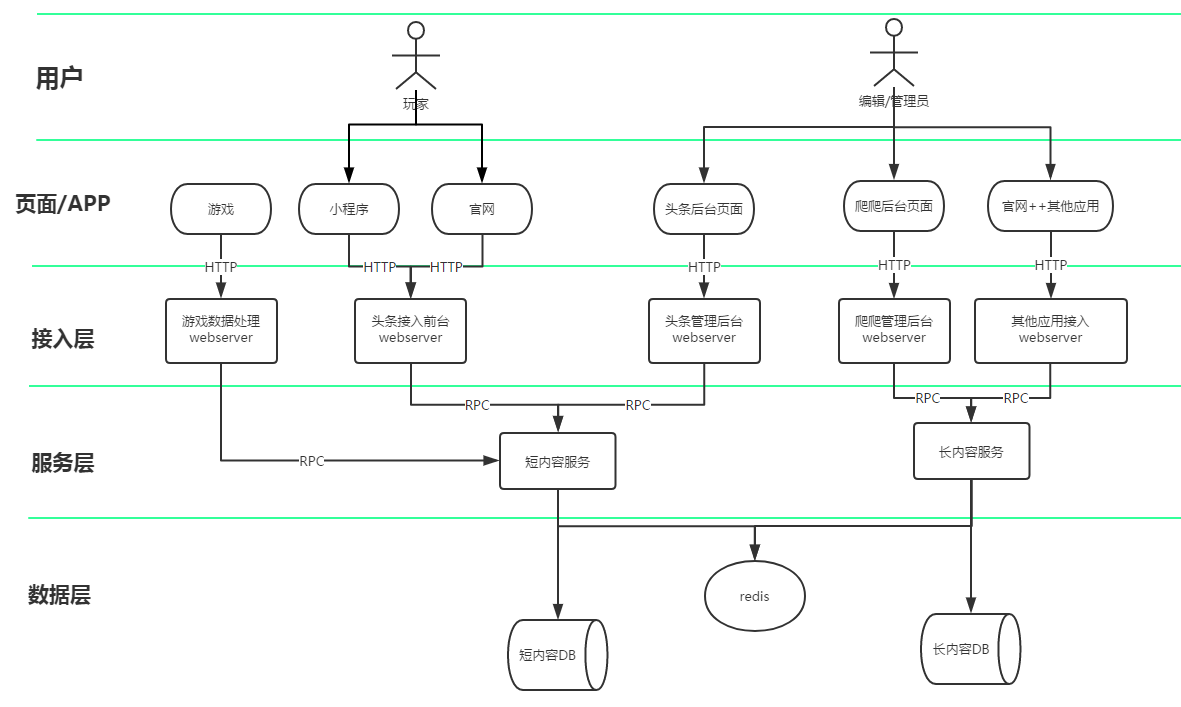 用户
玩家
编辑/管理员
页面/APP
游戏
小程序
官网
头条后台页面
爬爬后台页面
官网++其他应用
HTTP
HTTP
HTTP
HTTP
HTTP
HTTP
接入层
游戏数据处理
webserver
头条接入前台
webserver
头条管理后台
webserver
爬爬管理后台
webserver
其他应用接入
webserver
RPC
RPC
RPC
RPC
服务层
RPC
短内容服务
长内容服务
数据层
redis
短内容DB
长内容DB